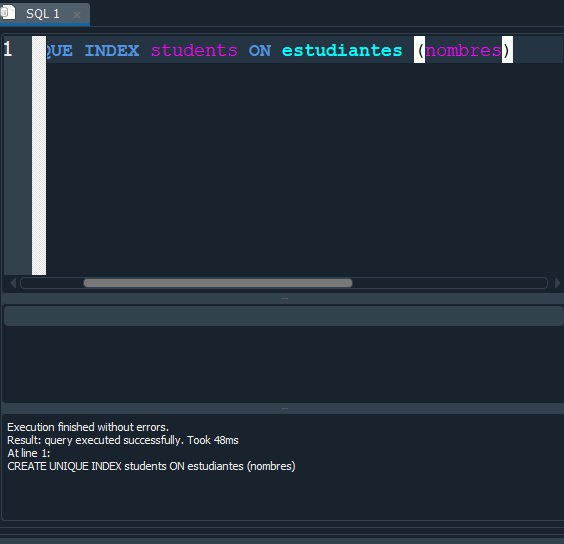 SQL 1
1 QUE INDEX students ON estudiantes (nombres)
Execution finished without errors.
Result: query executed successfully. Took 48ms
At line 1:
CREATE UNIQUE INDEX students ON estudiantes (nombres)